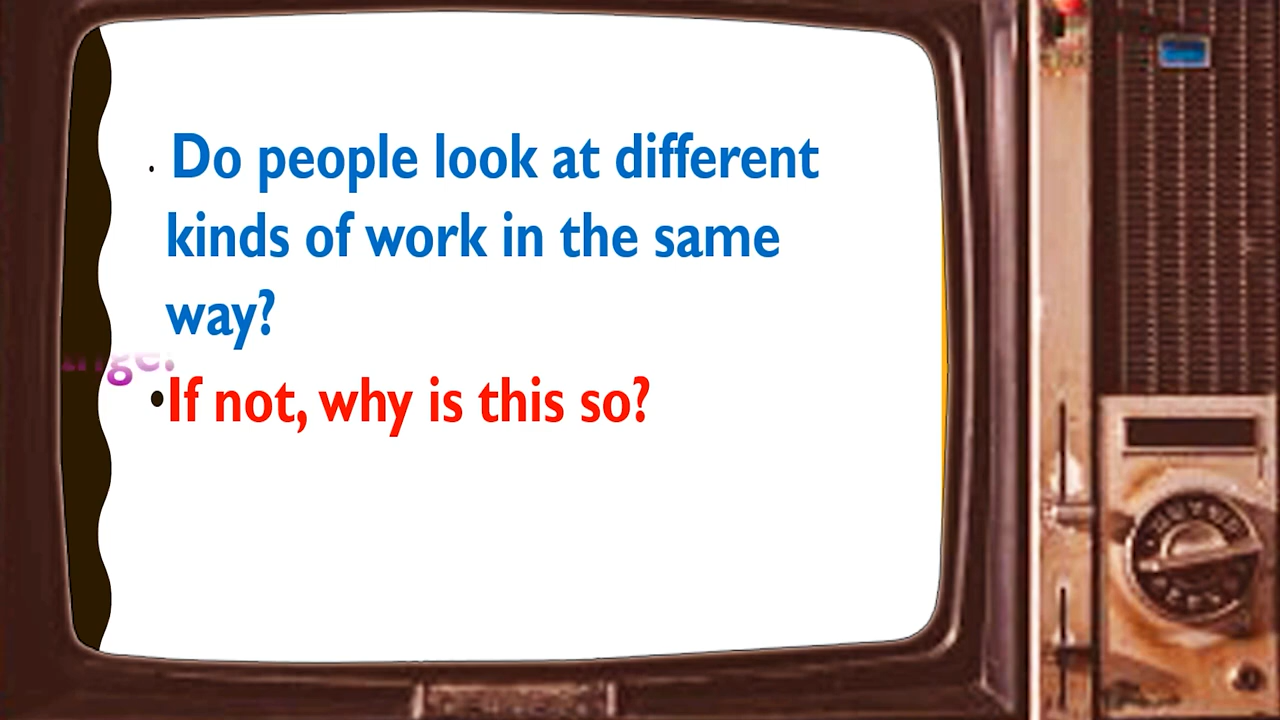 . Do people look at different
kinds of work in the same
way?
•If not, why is this so?